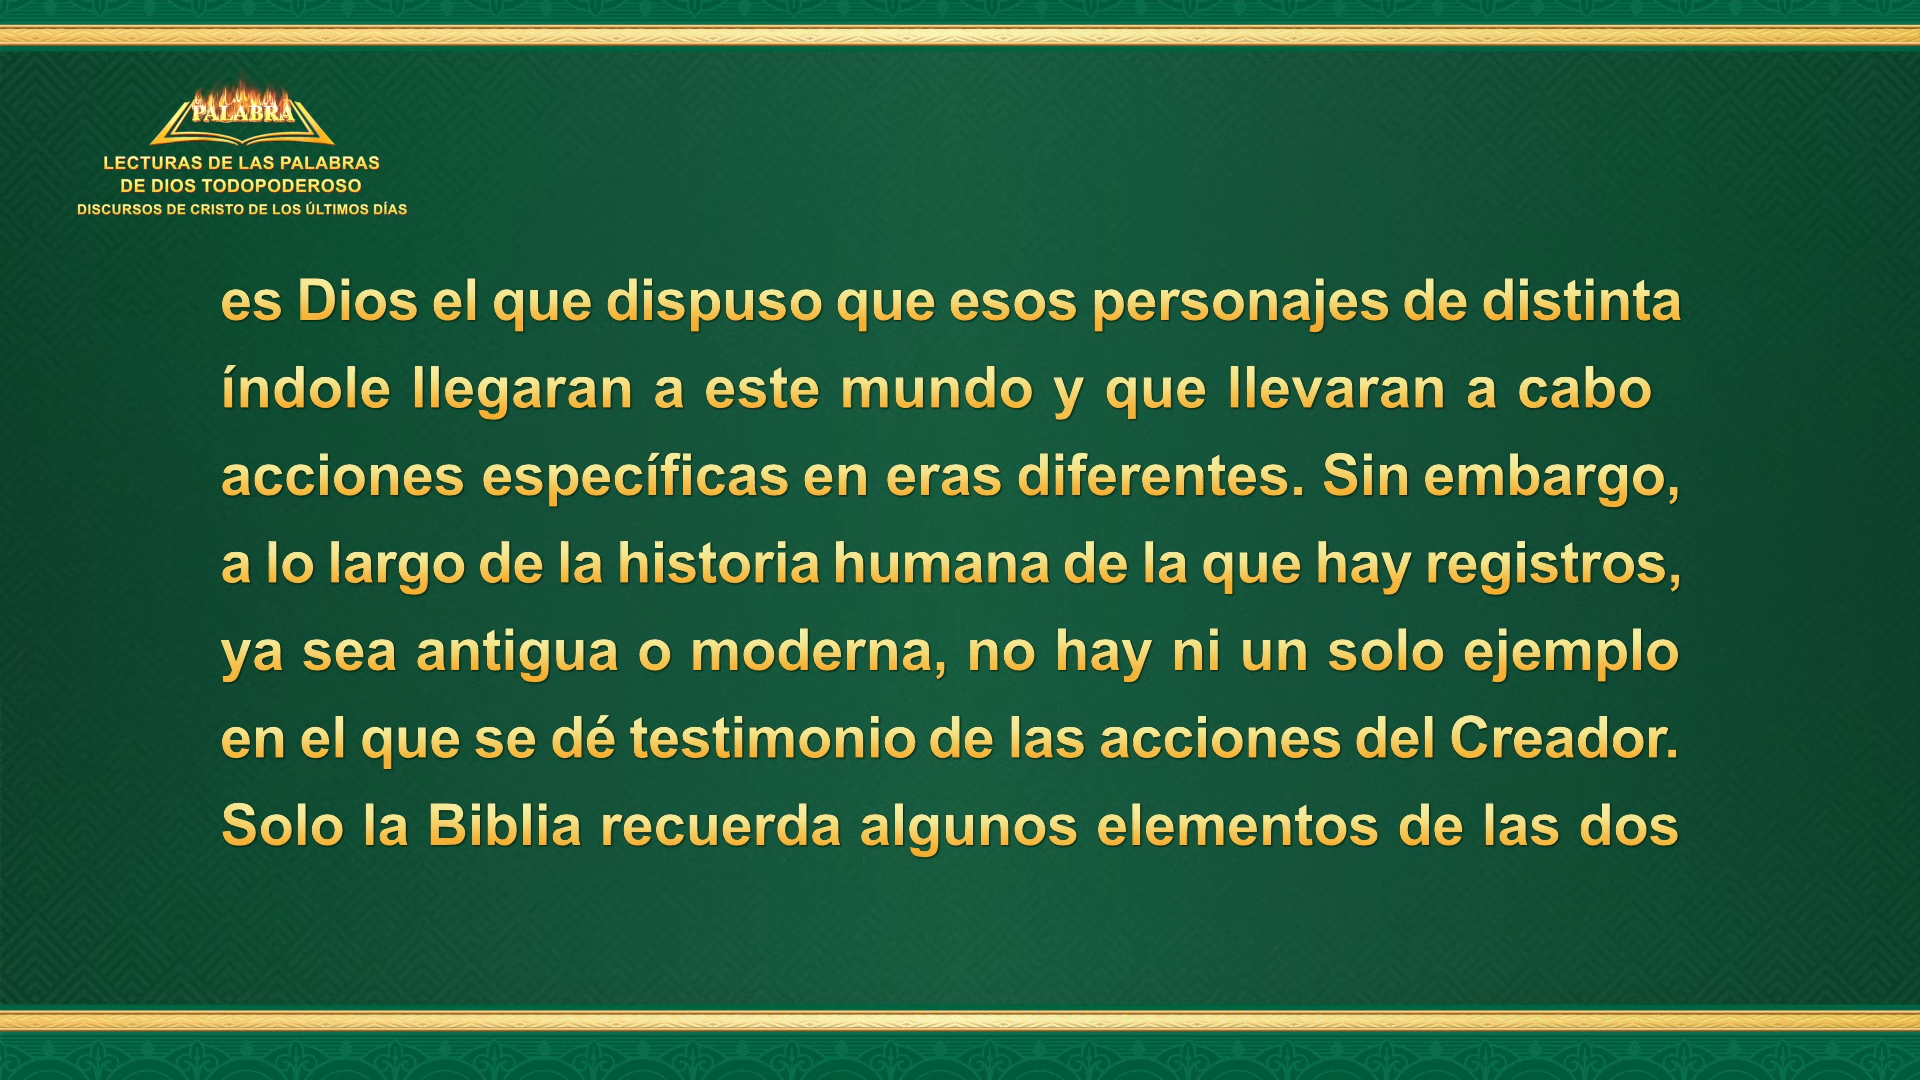 PALABRA
LECTURAS DE LAS PALABRAS
DE DIOS TODOPODEROSO
DISCURSOS DE CRISTO DE LOS ÚLTIMOS DÍAS
es Dios el que dispuso que esos personajes de distinta
índole llegaran a este mundo y que llevaran a cabo
acciones específicas en eras diferentes. Sin embargo,
a lo largo de la historia humana de la que hay registros,
ya sea antigua o moderna, no hay ni un solo ejemplo
en el que se dé testimonio de las acciones del Creador.
Solo la Biblia recuerda algunos elementos de las dos